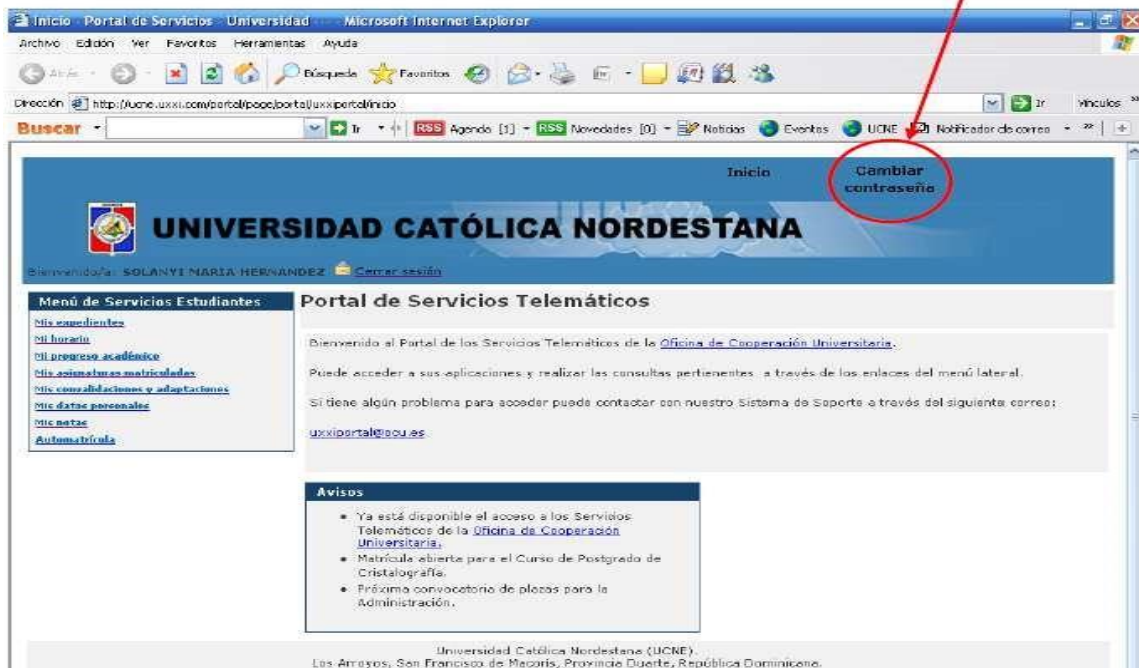 Inicio - Portal de Servicios - Universidad Microsoft Internet Explorer
Archivo Edición Ver Favoritos Herramientas Ayuda
Atrás Búsqueda Favoritos
Dirección http://ucne.uxxi.com/portal/page/portal/uxxiportal/inicio Ir Vínculos »
Buscar Ir RSS Agenda [1] RSS Novedades [0] Noticias Eventos UCNE Notificador de correo »
Inicio Cambiar
contraseña
UNIVERSIDAD CATÓLICA NORDESTANA
Bienvenido/a: SOLANYI MARIA HERNANDEZ Cerrar sesión
Menú de Servicios Estudiantes
Mis expedientes
Mi horario
Mi progreso académico
Mis asignaturas matriculadas
Mis convalidaciones y adaptaciones
Mis datos personales
Mis notas
Automatrícula
Portal de Servicios Telemáticos
Bienvenido al Portal de los Servicios Telemáticos de la Oficina de Cooperación Universitaria.
Puede acceder a sus aplicaciones y realizar las consultas pertienentes a través de los enlaces del menú lateral.
Si tiene algún problema para acceder puede contactar con nuestro Sistema de Soporte a través del siguiente correo:
uxxiportal@ocu.es
Avisos
• Ya está disponible el acceso a los Servicios
Telemáticos de la Oficina de Cooperación
Universitaria.
• Matrícula abierta para el Curso de Postgrado de
Cristalografía.
• Próxima convocatoria de plazas para la
Administración.
Universidad Católica Nordestana (UCNE).
Los Arroyos, San Francisco de Macorís, Provincia Duarte, República Dominicana.